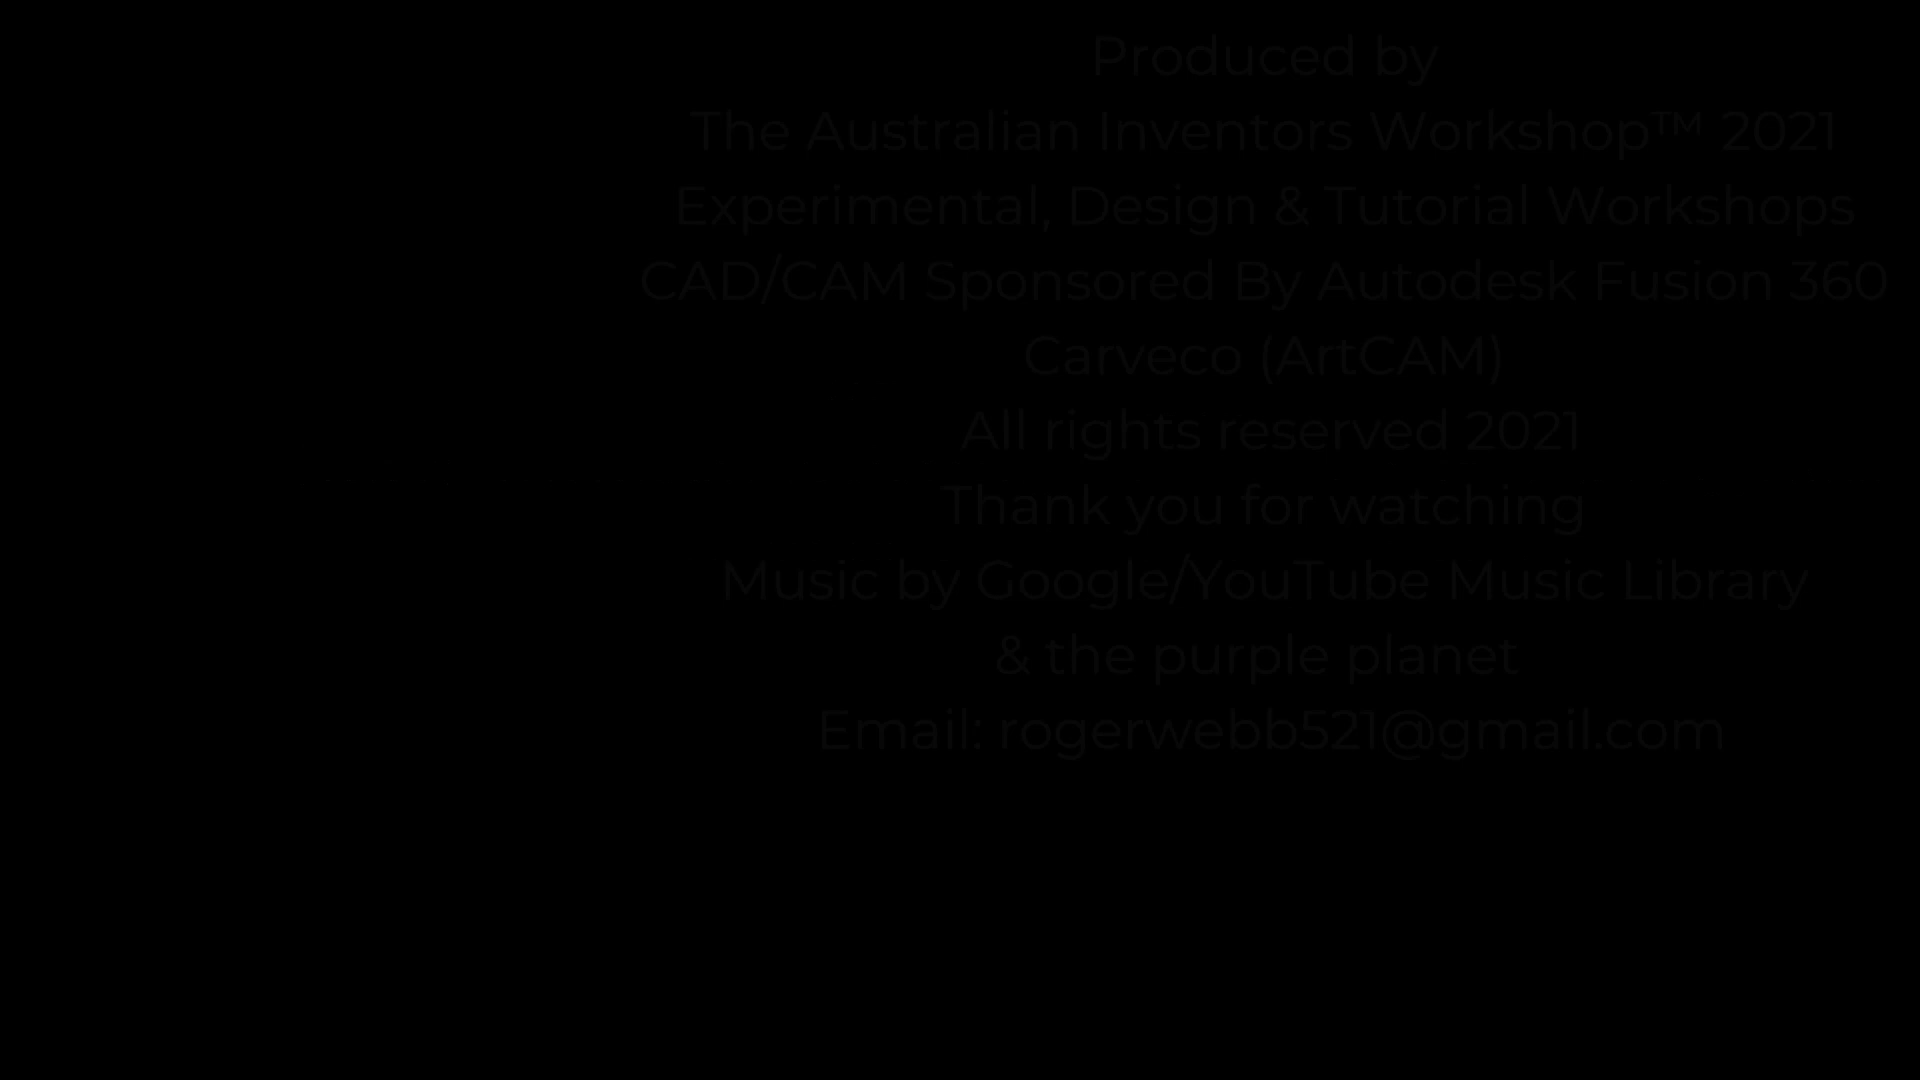 Produced by
The Australian Inventors Workshop™ 2021
Experimental, Design & Tutorial Workshops
CAD/CAM Sponsored By Autodesk Fusion 360
Carveco (ArtCAM)
All rights reserved 2021
Thank you for watching
Music by Google/YouTube Music Library
& the purple planet
Email: rogerwebb521@gmail.com